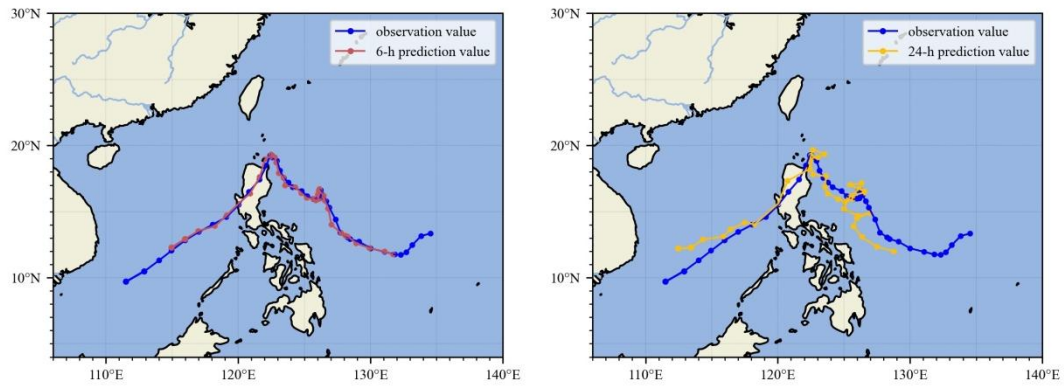 30°N
20°N
10°N
110°E
120°E
130°E
140°E
observation value
6-h prediction value
30°N
20°N
10°N
110°E
120°E
130°E
140°E
observation value
24-h prediction value